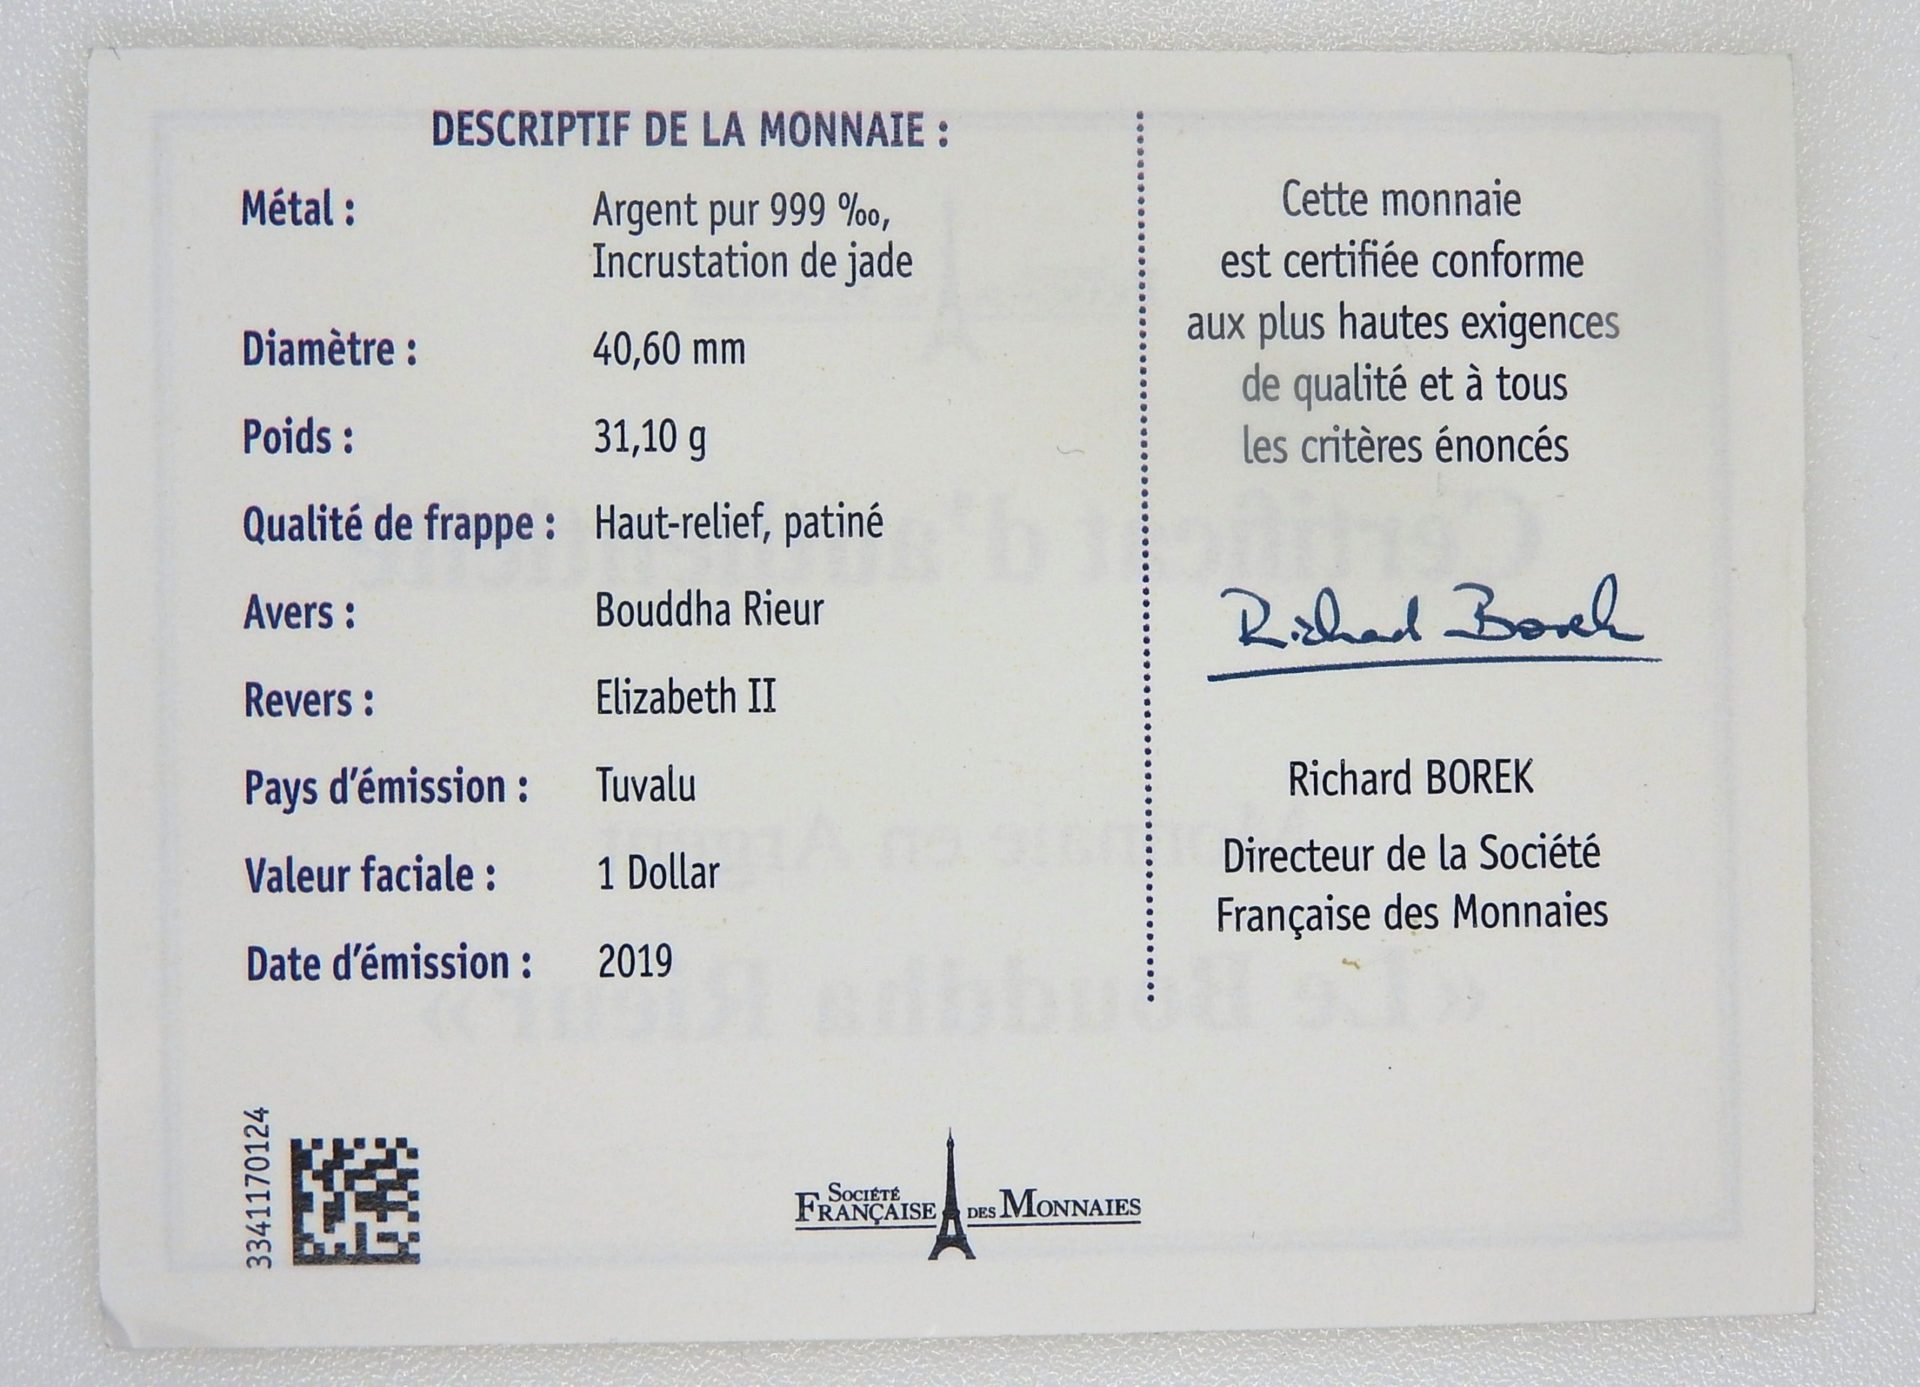 DESCRIPTIF DE LA MONNAIE :
Métal : Argent pur 999 ‰,
Incrustation de jade
Diamètre : 40,60 mm
Poids : 31,10 g
Qualité de frappe : Haut-relief, patiné
Avers : Bouddha Rieur
Revers : Elizabeth II
Pays d'émission : Tuvalu
Valeur faciale : 1 Dollar
Date d'émission : 2019
Cette monnaie
est certifiée conforme
aux plus hautes exigences
de qualité et à tous
les critères énoncés
Richard Borek
Richard BOREK
Directeur de la Société
Française des Monnaies
3341170124
SOCIÉTÉ
FRANÇAISE DES MONNAIES